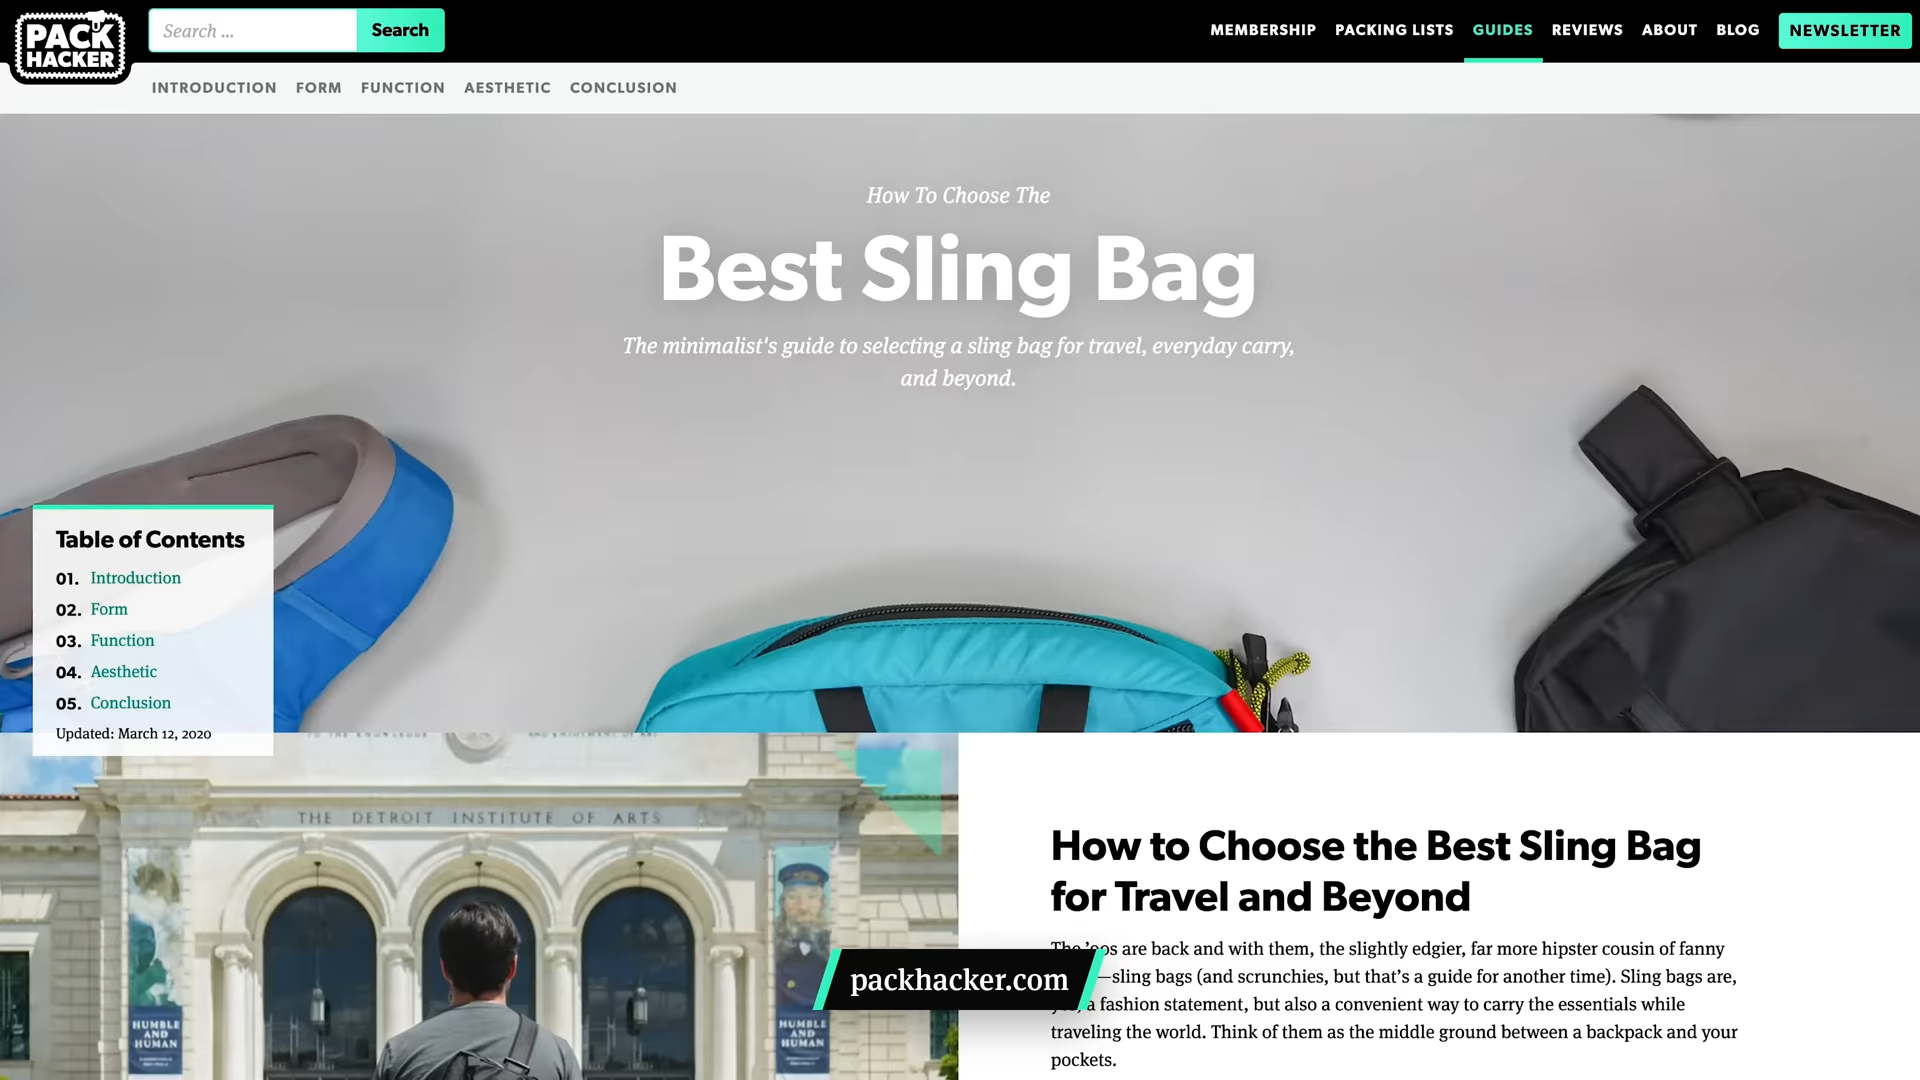 PACK
HACKER
Search ...
Search
MEMBERSHIP
PACKING LISTS
GUIDES
REVIEWS
ABOUT
BLOG
NEWSLETTER
INTRODUCTION
FORM
FUNCTION
AESTHETIC
CONCLUSION
How To Choose The
Best Sling Bag
The minimalist's guide to selecting a sling bag for travel, everyday carry,
and beyond.
Table of Contents
01. Introduction
02. Form
03. Function
04. Aesthetic
05. Conclusion
Updated: March 12, 2020
THE DETROIT INSTITUTE OF ARTS
HUMBLE
AND
HUMAN
HUMBLE
AND
HUMAN
How to Choose the Best Sling Bag
for Travel and Beyond
are back and with them, the slightly edgier, far more hipster cousin of fanny
—sling bags (and scrunchies, but that’s a guide for another time). Sling bags are,
a fashion statement, but also a convenient way to carry the essentials while
traveling the world. Think of them as the middle ground between a backpack and your
pockets.
packhacker.com